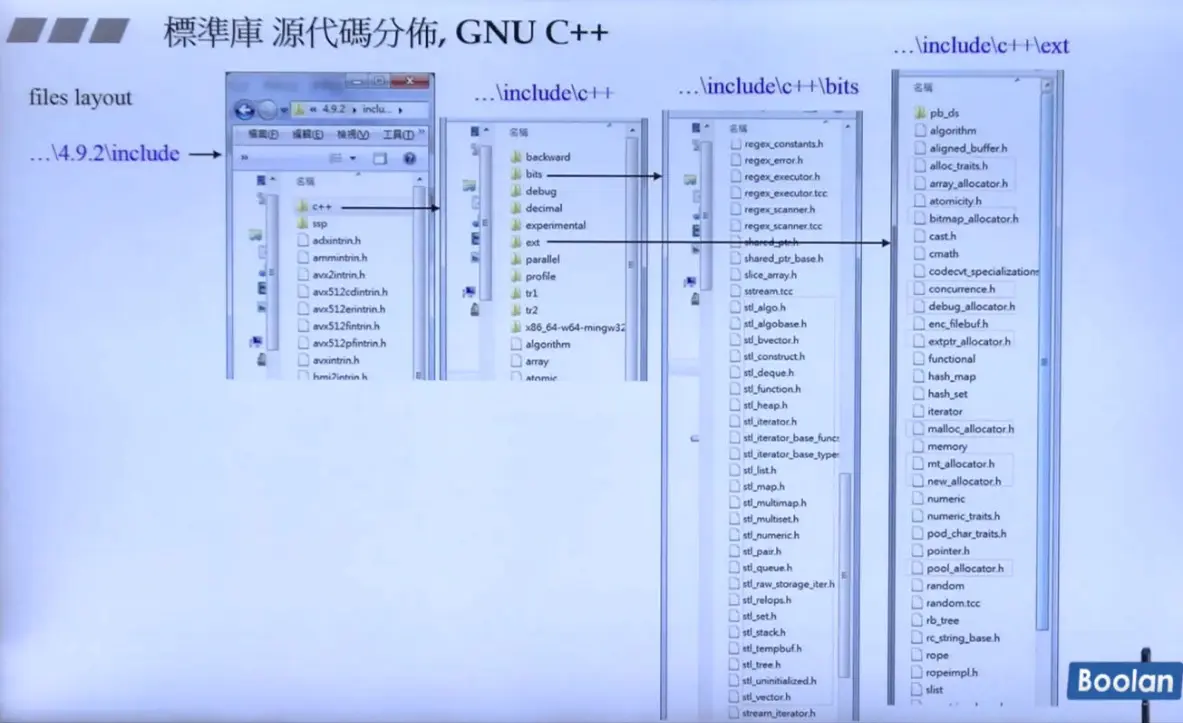 標準庫 源代碼分佈, GNU C++
files layout
…\4.9.2\include
« 4.9.2 › inclu... ›
檔案(F) 編輯(E) 檢視(V) 工具(T) »
»
名稱
c++
ssp
adxintrin.h
ammintrin.h
avx2intrin.h
avx512cdintrin.h
avx512erintrin.h
avx512fintrin.h
avx512pfintrin.h
avxintrin.h
bmi2intrin.h
…\include\c++
名稱
backward
bits
debug
decimal
experimental
ext
parallel
profile
tr1
tr2
x86_64-w64-mingw32
algorithm
array
atomic
…\include\c++\bits
名稱
regex_constants.h
regex_error.h
regex_executor.h
regex_executor.tcc
regex_scanner.h
regex_scanner.tcc
shared_ptr.h
shared_ptr_base.h
slice_array.h
sstream.tcc
stl_algo.h
stl_algobase.h
stl_bvector.h
stl_construct.h
stl_deque.h
stl_function.h
stl_heap.h
stl_iterator.h
stl_iterator_base_funcs
stl_iterator_base_types
stl_list.h
stl_map.h
stl_multimap.h
stl_multiset.h
stl_numeric.h
stl_pair.h
stl_queue.h
stl_raw_storage_iter.h
stl_relops.h
stl_set.h
stl_stack.h
stl_tempbuf.h
stl_tree.h
stl_uninitialized.h
stl_vector.h
stream_iterator.h
…\include\c++\ext
名稱
pb_ds
algorithm
aligned_buffer.h
alloc_traits.h
array_allocator.h
atomicity.h
bitmap_allocator.h
cast.h
cmath
codecvt_specializations
concurrence.h
debug_allocator.h
enc_filebuf.h
extptr_allocator.h
functional
hash_map
hash_set
iterator
malloc_allocator.h
memory
mt_allocator.h
new_allocator.h
numeric
numeric_traits.h
pod_char_traits.h
pointer.h
pool_allocator.h
random
random.tcc
rb_tree
rc_string_base.h
rope
ropeimpl.h
slist
Boolan